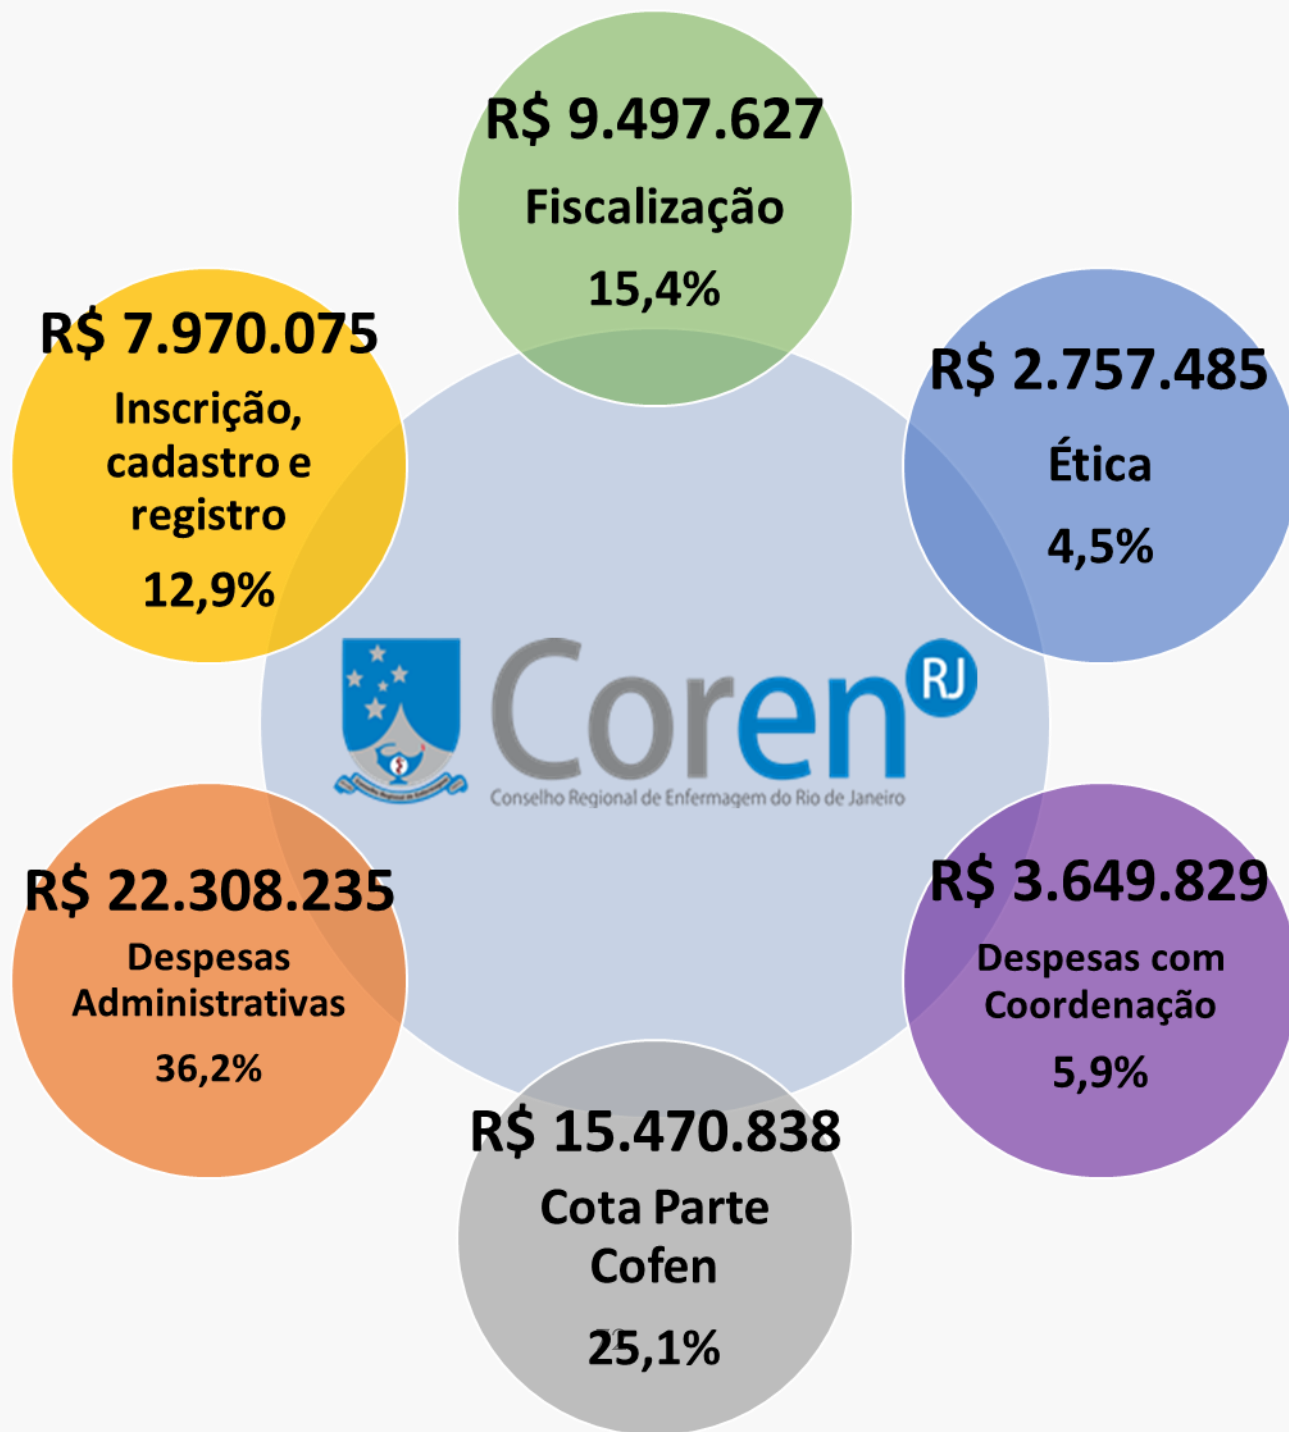 R$ 9.497.627
Fiscalização
15,4%
R$ 2.757.485
Ética
4,5%
R$ 3.649.829
Despesas com
Coordenação
5,9%
R$ 15.470.838
Cota Parte
Cofen
25,1%
R$ 22.308.235
Despesas
Administrativas
36,2%
R$ 7.970.075
Inscrição,
cadastro e
registro
12,9%
Coren RJ
Conselho Regional de Enfermagem do Rio de Janeiro